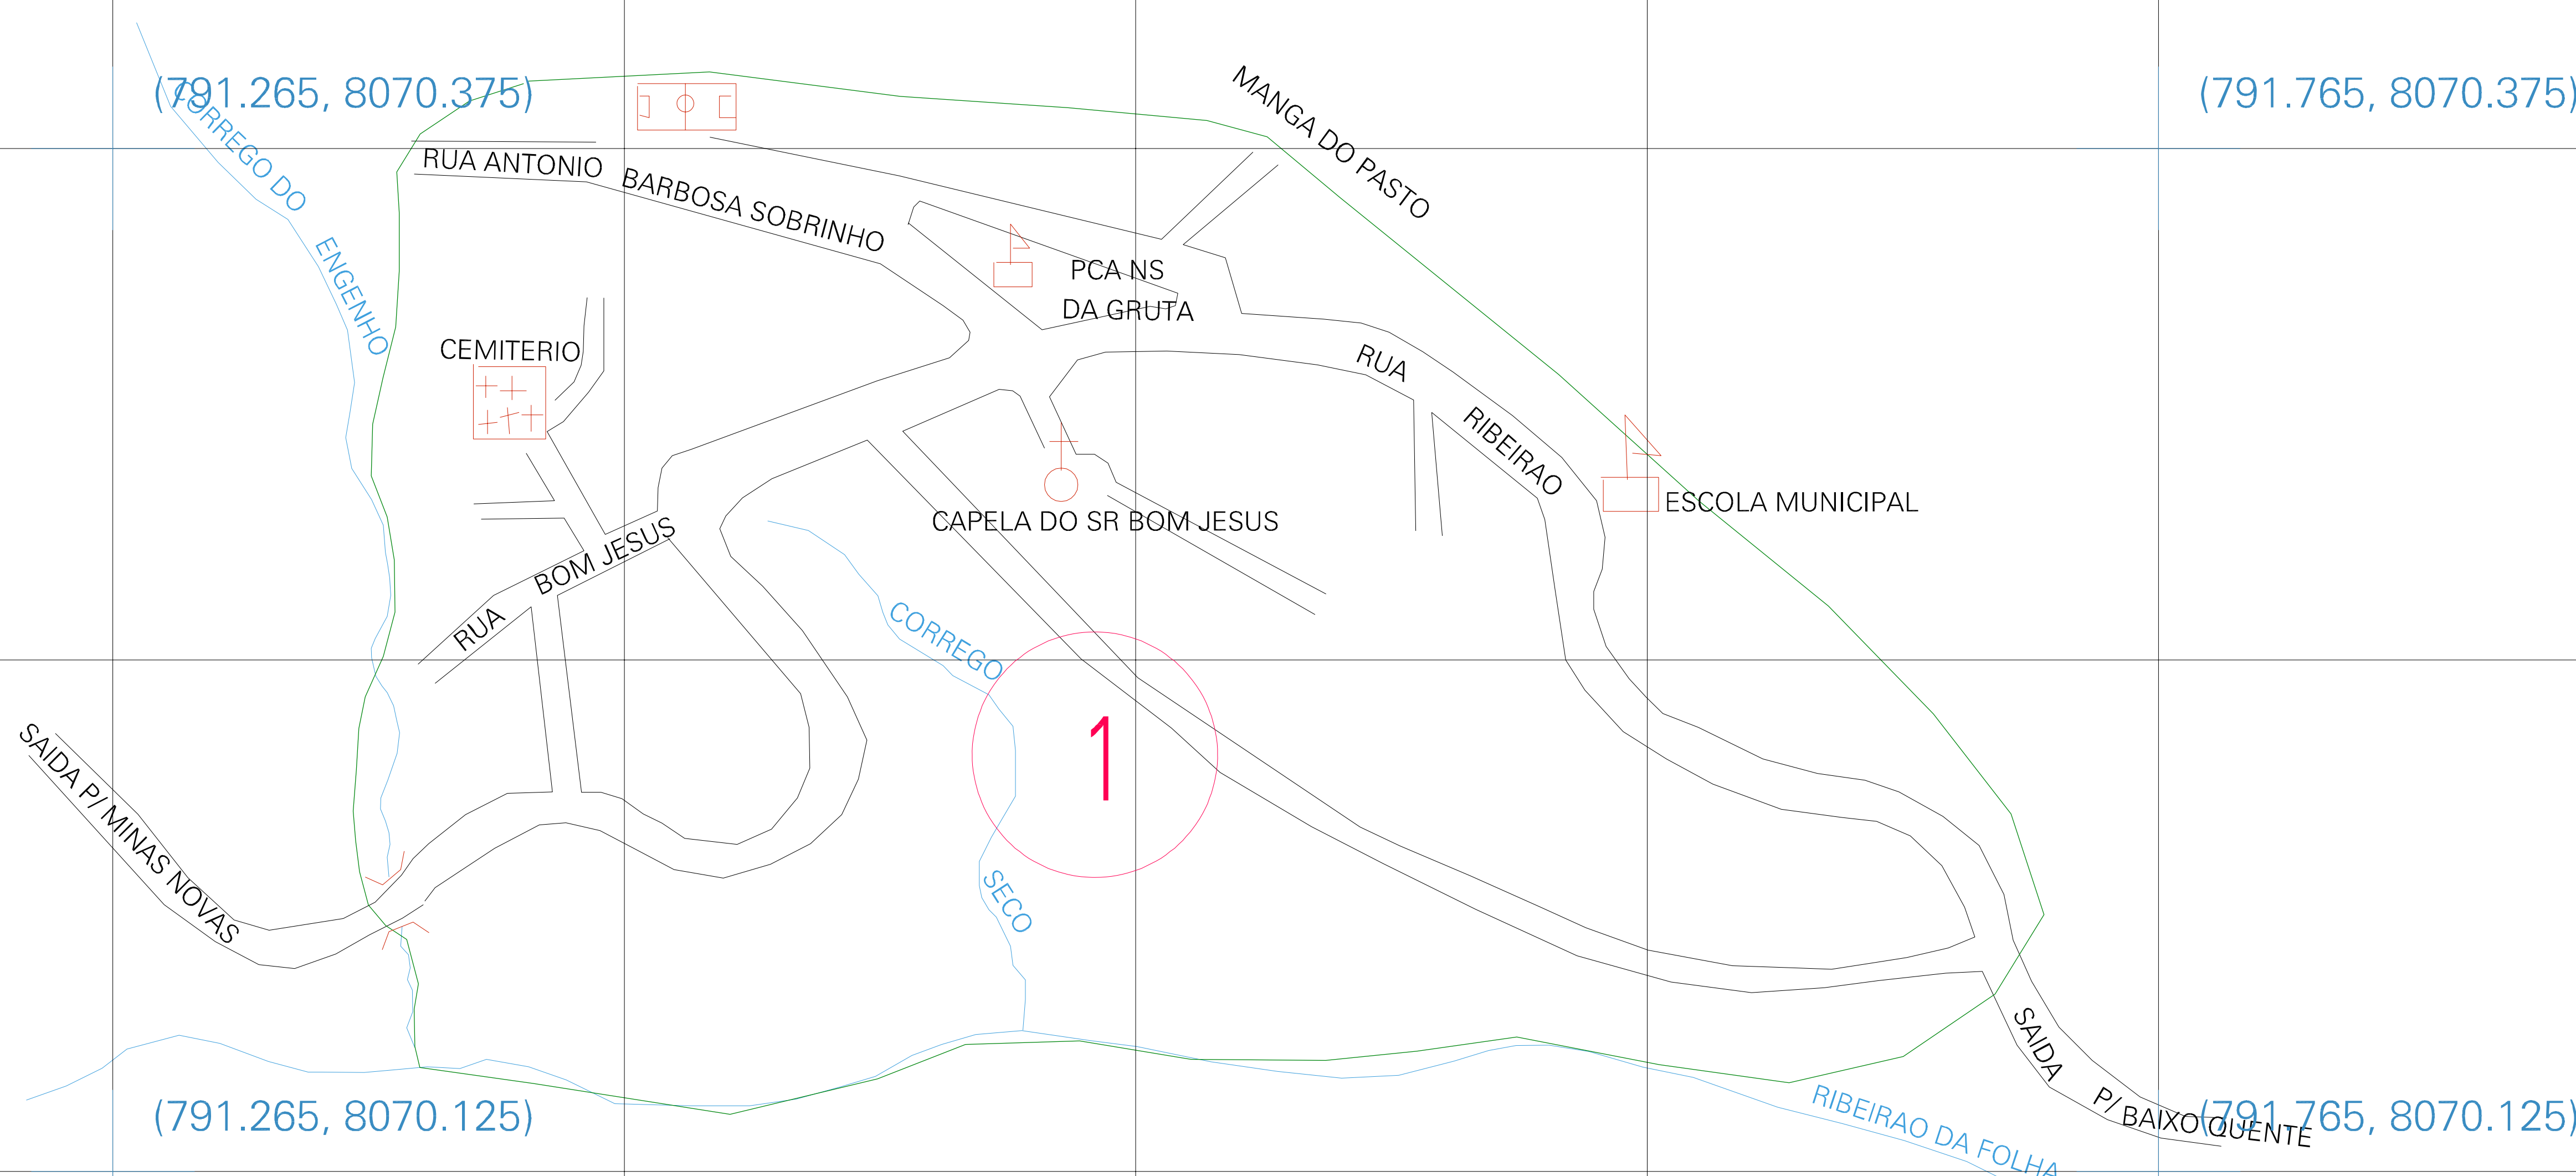 (791.265, 8070.375)
(791.765, 8070.375)
MANGA DO PASTO
CORREGO DO
ENGENHO
RUA ANTONIO BARBOSA SOBRINHO
PCA NS
DA GRUTA
CEMITERIO
RUA RIBEIRAO
ESCOLA MUNICIPAL
CAPELA DO SR BOM JESUS
RUA BOM JESUS
CORREGO
SECO
1
SAIDA P/ MINAS NOVAS
SAIDA P/ BAIXO QUENTE
(791.265, 8070.125)
(791.765, 8070.125)
RIBEIRAO DA FOLHA